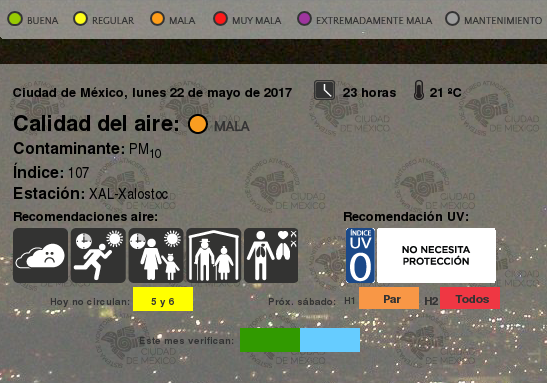 BUENA REGULAR MALA MUY MALA EXTREMADAMENTE MALA MANTENIMIENTO
Ciudad de México, lunes 22 de mayo de 2017 23 horas 21 ºC
Calidad del aire: MALA
Contaminante: PM10
Índice: 107
Estación: XAL-Xalostoc
Recomendaciones aire: Recomendación UV:
ÍNDICE UV 0 NO NECESITA PROTECCIÓN
Hoy no circulan: 5 y 6 Próx. sábado: H1 Par H2 Todos
Este mes verifican:
CIUDAD DE MÉXICO